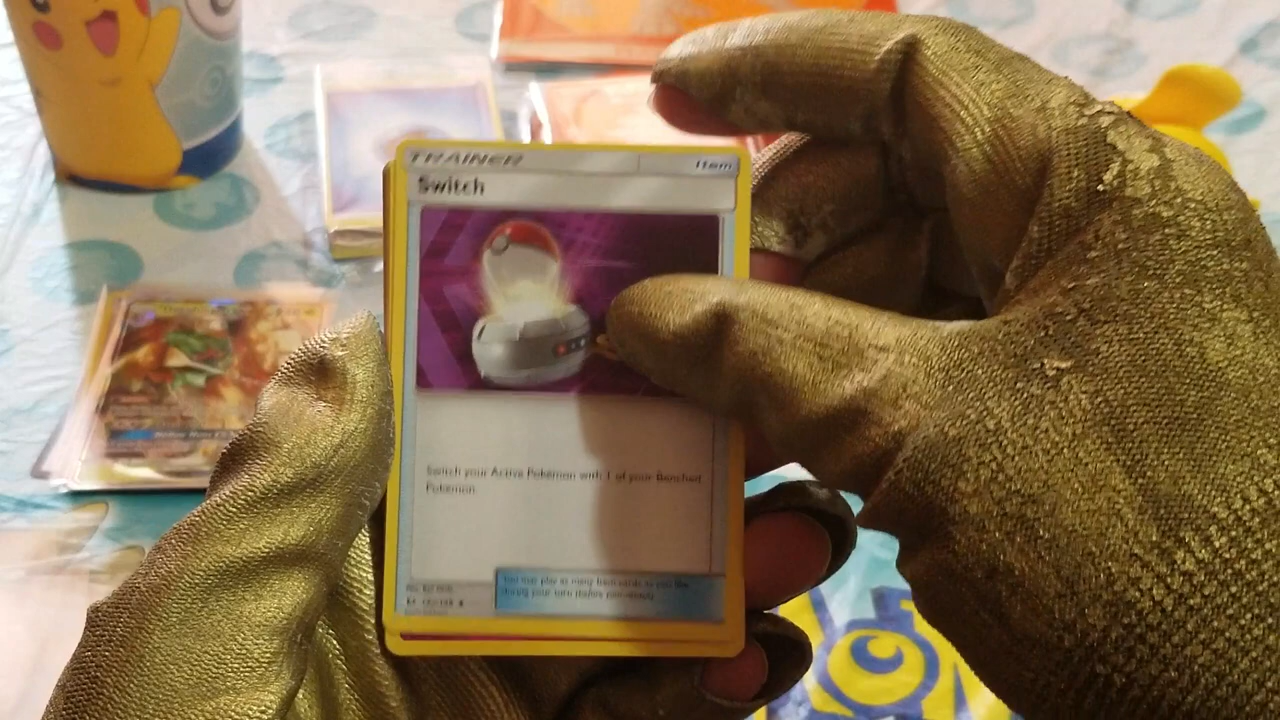 TRAINER
Item
Switch
Switch your Active Pokémon with 1 of your Benched
Pokémon.
You may play as many Item cards as you like
during your turn (before your attack).